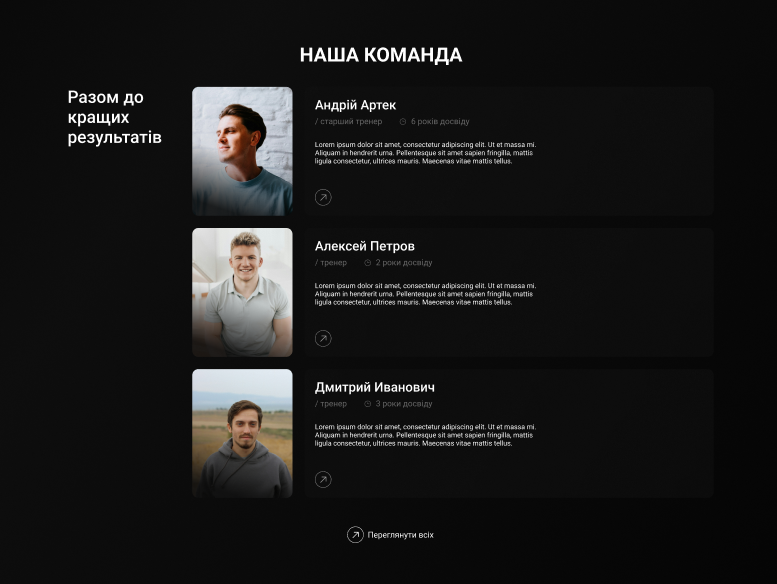 НАША КОМАНДА
Разом до
кращих
результатів
Андрій Артек
/ старший тренер 6 років досвіду
Lorem ipsum dolor sit amet, consectetur adipiscing elit. Ut et massa mi.
Aliquam in hendrerit urna. Pellentesque sit amet sapien fringilla, mattis
ligula consectetur, ultrices mauris. Maecenas vitae mattis tellus.
Алексей Петров
/ тренер 2 роки досвіду
Lorem ipsum dolor sit amet, consectetur adipiscing elit. Ut et massa mi.
Aliquam in hendrerit urna. Pellentesque sit amet sapien fringilla, mattis
ligula consectetur, ultrices mauris. Maecenas vitae mattis tellus.
Дмитрий Иванович
/ тренер 3 роки досвіду
Lorem ipsum dolor sit amet, consectetur adipiscing elit. Ut et massa mi.
Aliquam in hendrerit urna. Pellentesque sit amet sapien fringilla, mattis
ligula consectetur, ultrices mauris. Maecenas vitae mattis tellus.
Переглянути всіх